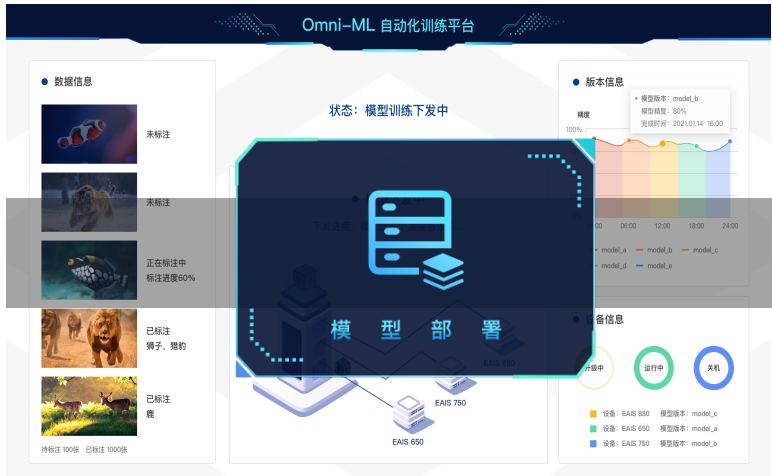 Omni-ML 自动化训练平台
数据信息
未标注
未标注
正在标注中
标注进度60%
已标注
狮子、猎豹
已标注
鹿
待标注 100张 已标注 1000张
状态：模型训练下发中
模型部署
EAIS 880
EAIS 750
EAIS 650
版本信息
模型版本：model_b
模型精度：80%
完成时间：2021.01.14 16:00
精度
100%
06:00 12:00 18:00 24:00
model_a model_b model_c
model_d model_e
设备信息
升级中 运行中 关机
设备：EAIS 880 模型版本：model_c
设备：EAIS 650 模型版本：model_a
设备：EAIS 750 模型版本：model_b